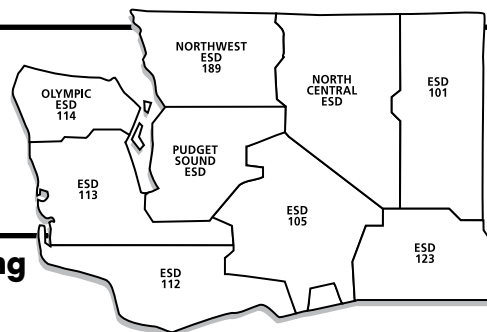 NORTHWEST
ESD
189
NORTH
CENTRAL
ESD
ESD
101
OLYMPIC
ESD
114
PUDGET
SOUND
ESD
ESD
113
ESD
105
ESD
123
ng
ESD
112